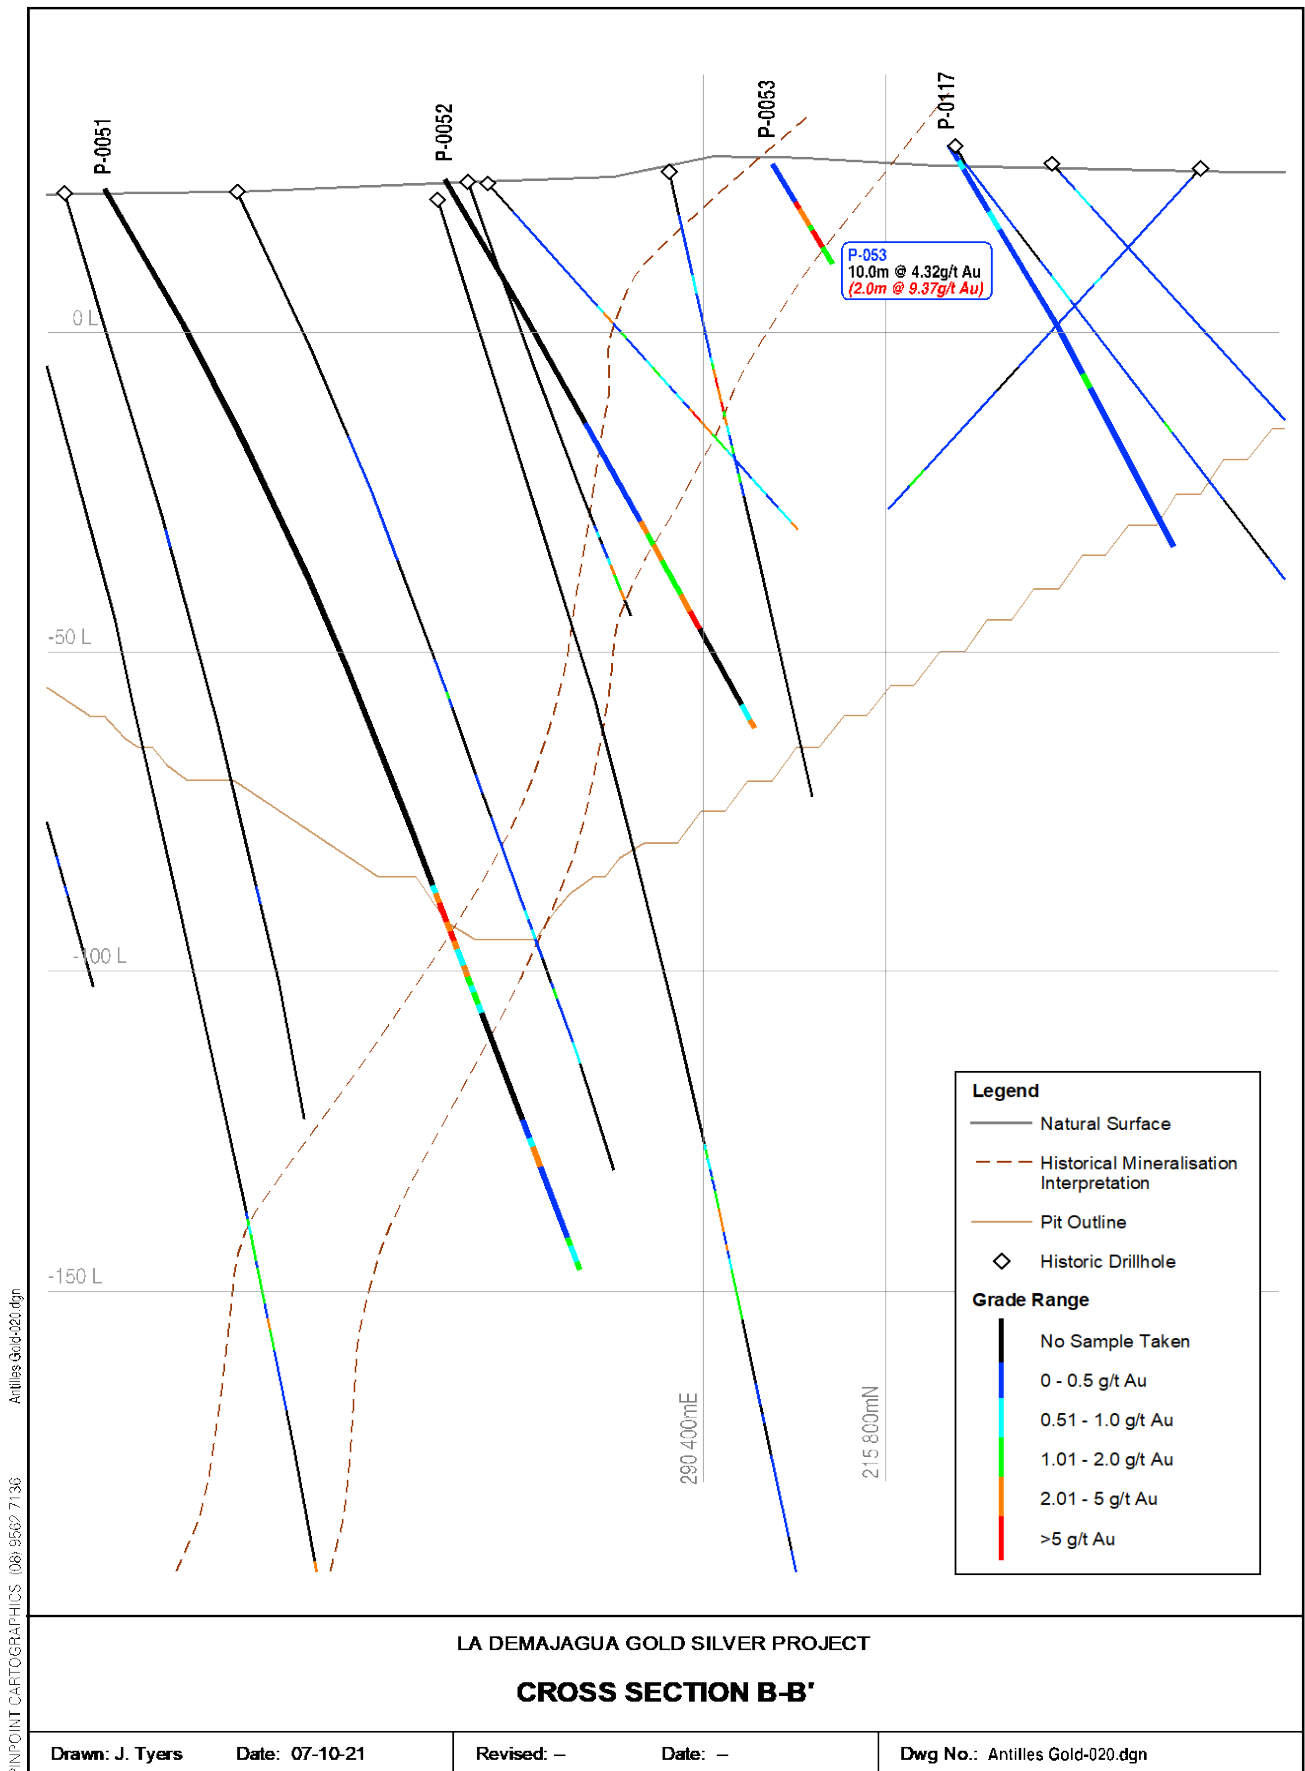 P-0051
P-0052
P-0053
P-0117
P-053
10.0m @ 4.32g/t Au
(2.0m @ 9.37g/t Au)
0 L
-50 L
-100 L
-150 L
290 400mE
215 800mN
Legend
Natural Surface
Historical Mineralisation
Interpretation
Pit Outline
Historic Drillhole
Grade Range
No Sample Taken
0 - 0.5 g/t Au
0.51 - 1.0 g/t Au
1.01 - 2.0 g/t Au
2.01 - 5 g/t Au
>5 g/t Au
PINPOINT CARTOGRAPHICS (08) 9562 7136 Antilles Gold-020.dgn
LA DEMAJAGUA GOLD SILVER PROJECT
CROSS SECTION B-B'
Drawn: J. Tyers Date: 07-10-21 Revised: – Date: – Dwg No.: Antilles Gold-020.dgn